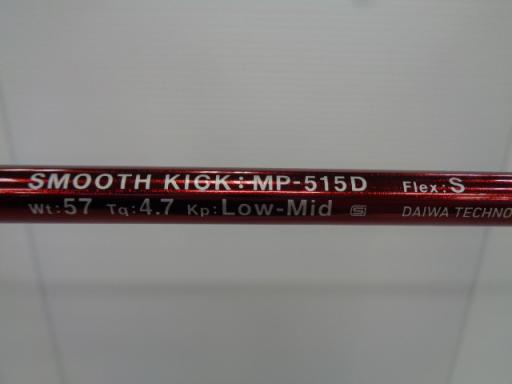 SMOOTH KICK:MP-515D Flex:S
Wt:57 Tq:4.7 Kp:Low-Mid DAIWA TECHNO